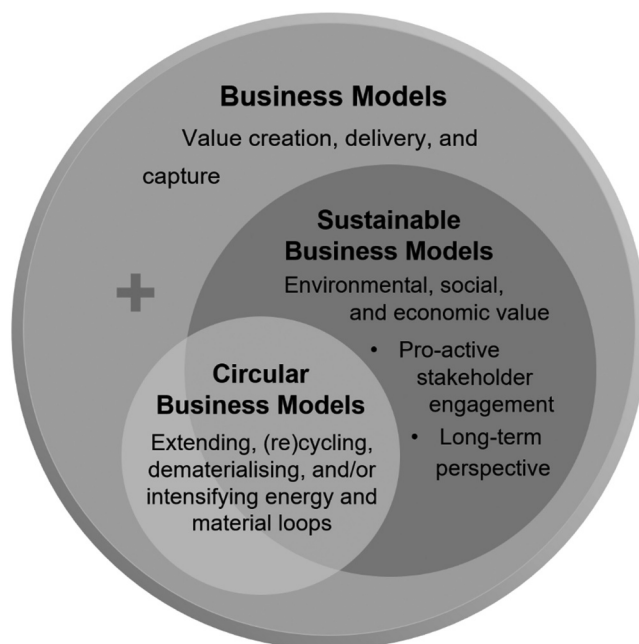 Business Models
Value creation, delivery, and
capture
Sustainable
Business Models
Environmental, social,
and economic value
• Pro-active
stakeholder
engagement
• Long-term
perspective
+
Circular
Business Models
Extending, (re)cycling,
dematerialising, and/or
intensifying energy and
material loops